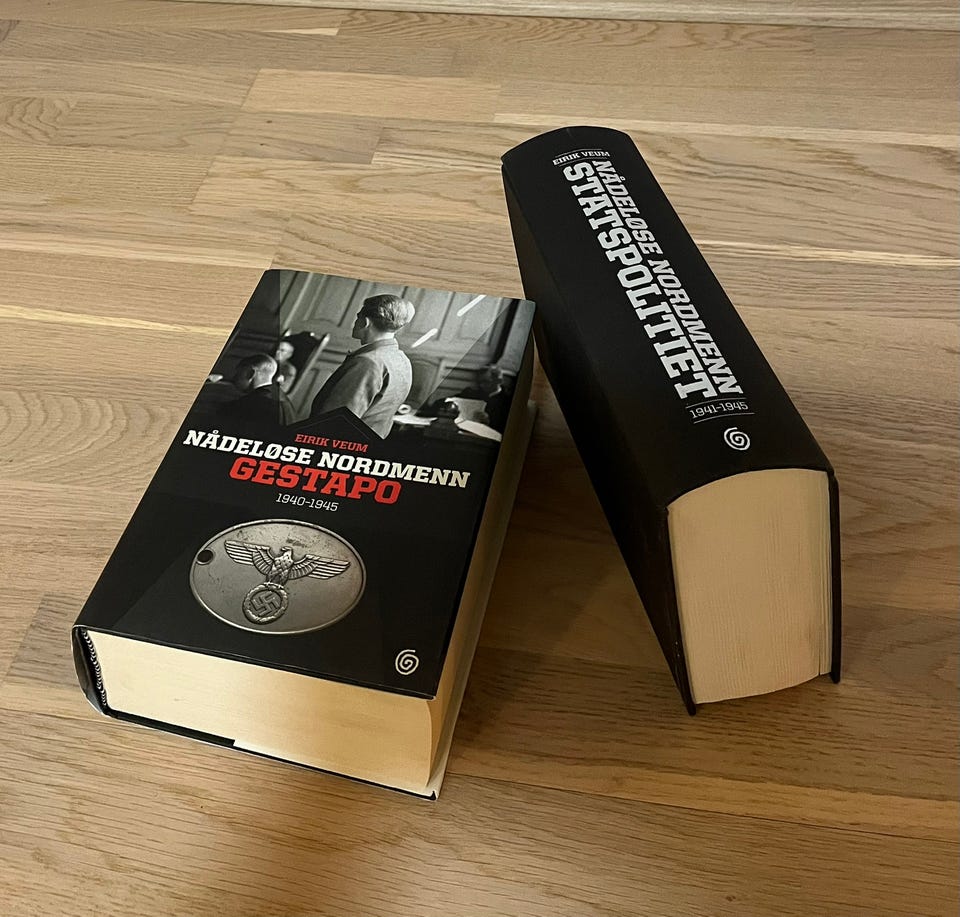 EIRIK VEUM
NÅDELØSE NORDMENN
GESTAPO
1940-1945
EIRIK VEUM
NÅDELØSE NORDMENN
STATSPOLITIET
1941-1945